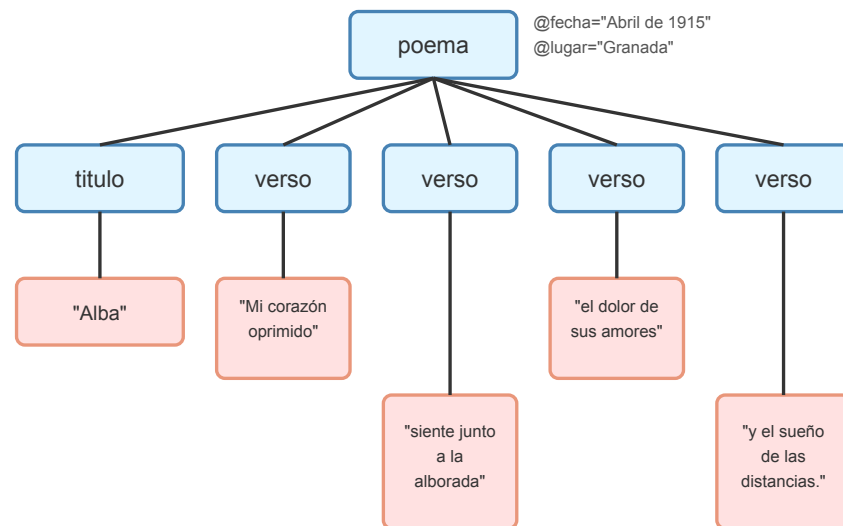 poema
@fecha="Abril de 1915"
@lugar="Granada"
titulo
verso
verso
verso
verso
"Alba"
"Mi corazón
oprimido"
"siente junto
a la
alborada"
"el dolor de
sus amores"
"y el sueño
de las
distancias."